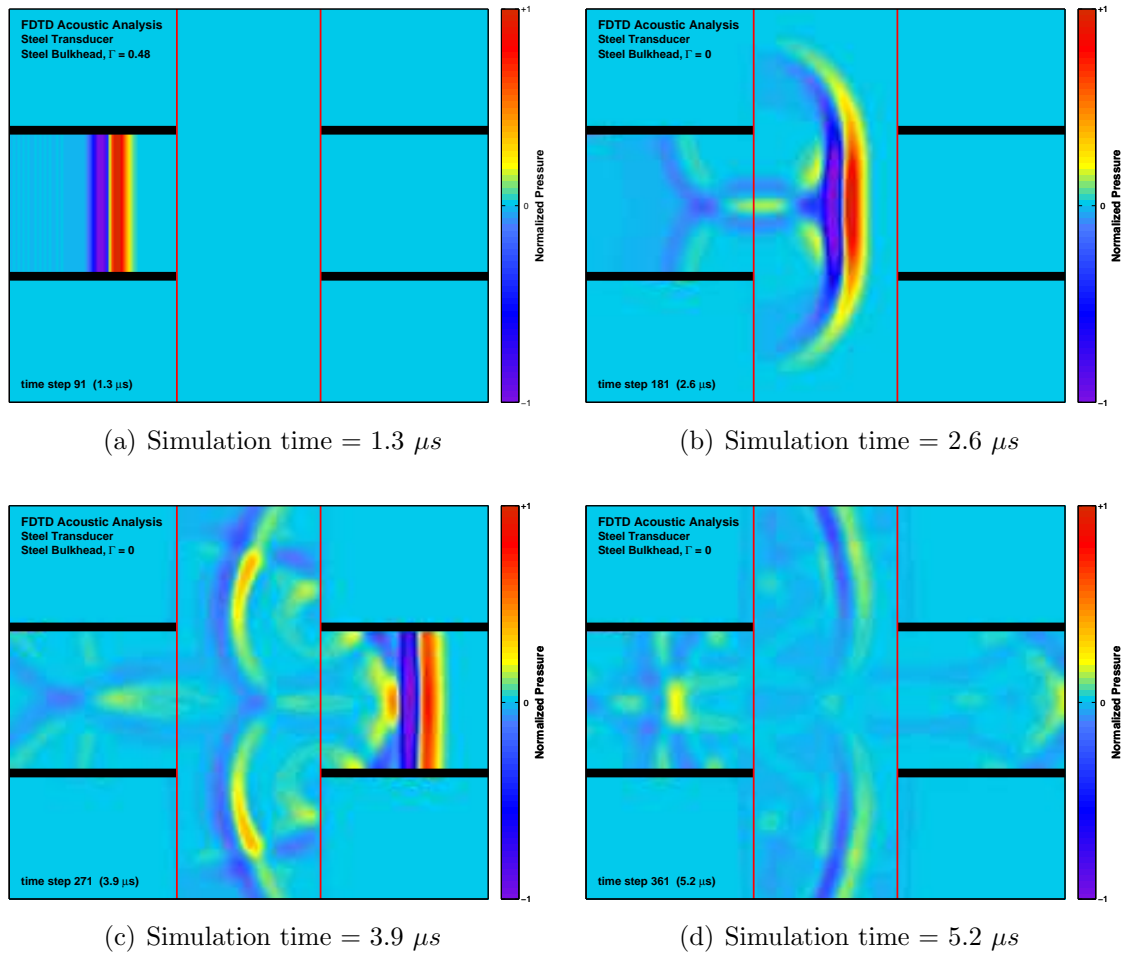 FDTD Acoustic Analysis
Steel Transducer
Steel Bulkhead, Γ = 0.48
time step 91 (1.3 μs)
+1
0
−1
Normalized Pressure
(a) Simulation time = 1.3 μs
FDTD Acoustic Analysis
Steel Transducer
Steel Bulkhead, Γ = 0
time step 181 (2.6 μs)
+1
0
−1
Normalized Pressure
(b) Simulation time = 2.6 μs
FDTD Acoustic Analysis
Steel Transducer
Steel Bulkhead, Γ = 0
time step 271 (3.9 μs)
+1
0
−1
Normalized Pressure
(c) Simulation time = 3.9 μs
FDTD Acoustic Analysis
Steel Transducer
Steel Bulkhead, Γ = 0
time step 361 (5.2 μs)
+1
0
−1
Normalized Pressure
(d) Simulation time = 5.2 μs